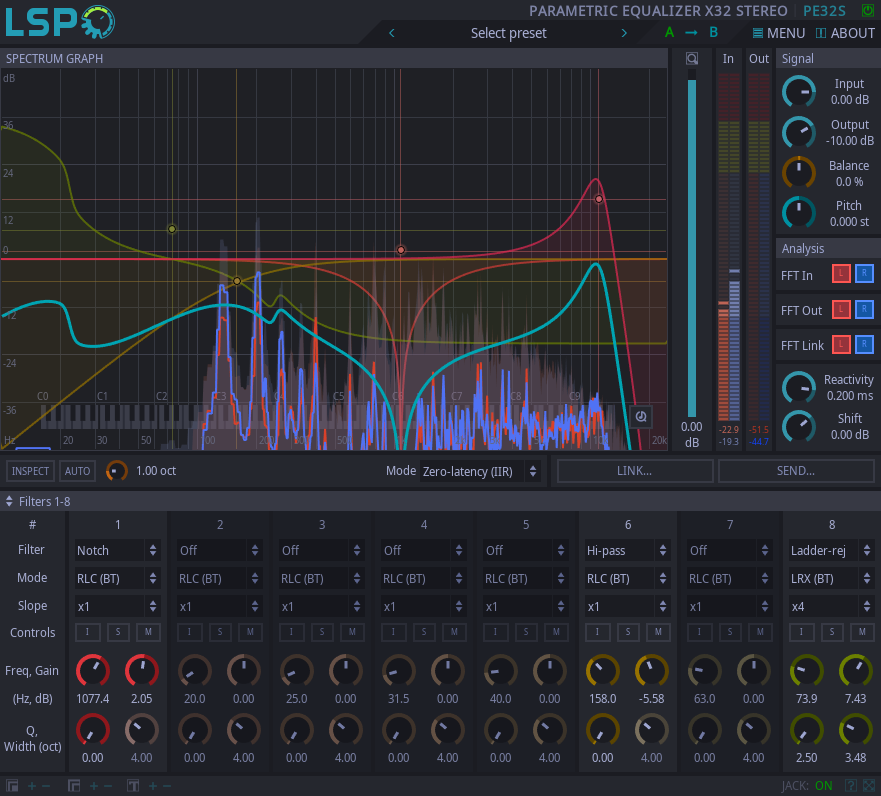 LSP
PARAMETRIC EQUALIZER X32 STEREO PE32S
Select preset A B MENU ABOUT
SPECTRUM GRAPH In Out Signal
dB
36
24
12
0
-12
-24
-36
C0 C1 C2 C3 C4 C5 C6 C7 C8 C9
Hz 20 30 50 100 200 20k
0.00
dB
-22.9 -51.5
-19.3 -44.7
Input
0.00 dB
Output
-10.00 dB
Balance
0.0 %
Pitch
0.000 st
Analysis
FFT In L R
FFT Out L R
FFT Link L R
Reactivity
0.200 ms
Shift
0.00 dB
INSPECT AUTO 1.00 oct Mode Zero-latency (IIR) LINK... SEND...
Filters 1-8
# 1 2 3 4 5 6 7 8
Filter Notch Off Off Off Off Hi-pass Off Ladder-rej
Mode RLC (BT) RLC (BT) RLC (BT) RLC (BT) RLC (BT) RLC (BT) RLC (BT) LRX (BT)
Slope x1 x1 x1 x1 x1 x1 x1 x4
Controls I S M I S M I S M I S M I S M I S M I S M I S M
Freq, Gain
(Hz, dB) 1077.4 2.05 20.0 0.00 25.0 0.00 31.5 0.00 40.0 0.00 158.0 -5.58 63.0 0.00 73.9 7.43
Q,
Width (oct) 0.00 4.00 0.00 4.00 0.00 4.00 0.00 4.00 0.00 4.00 0.00 4.00 0.00 4.00 2.50 3.48
JACK: ON ?